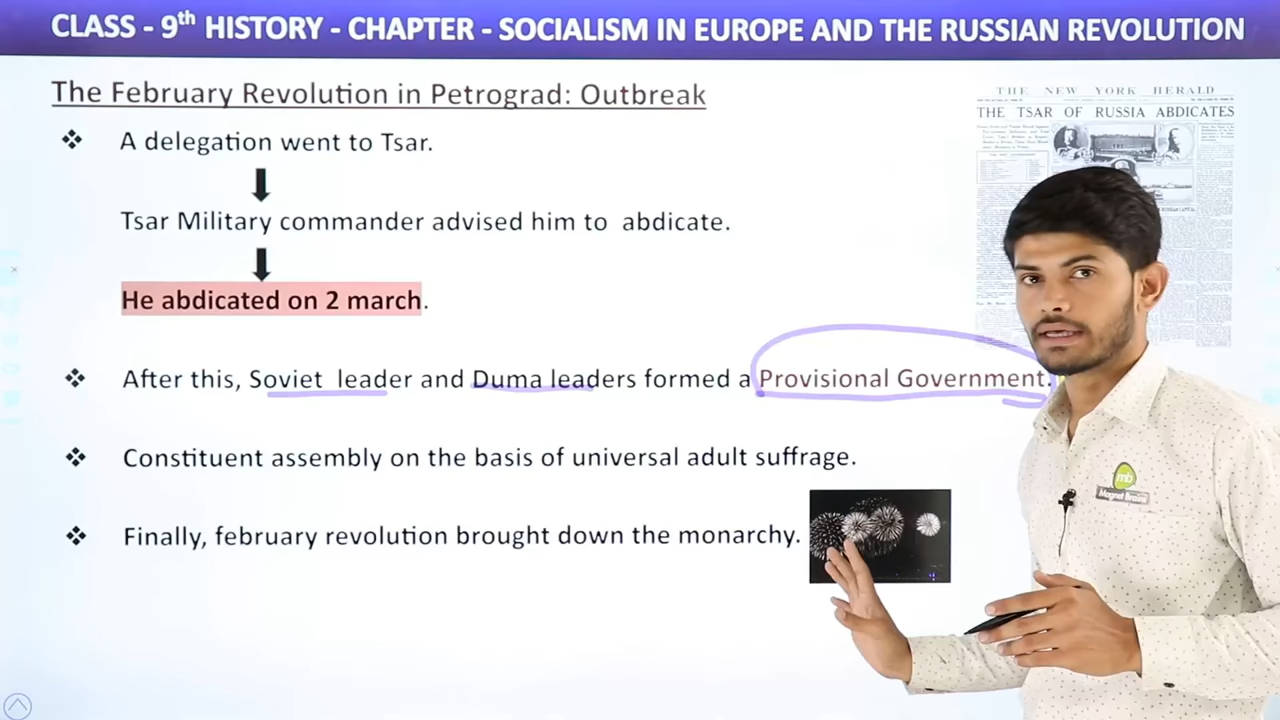 CLASS - 9th HISTORY - CHAPTER - SOCIALISM IN EUROPE AND THE RUSSIAN REVOLUTION
The February Revolution in Petrograd: Outbreak
THE NEW YORK HERALD
THE TSAR OF RUSSIA ABDICATES
❖ A delegation went to Tsar.
Tsar Military commander advised him to abdicate.
He abdicated on 2 march.
❖ After this, Soviet leader and Duma leaders formed a Provisional Government.
❖ Constituent assembly on the basis of universal adult suffrage.
❖ Finally, february revolution brought down the monarchy.
mb
Magnet Brains